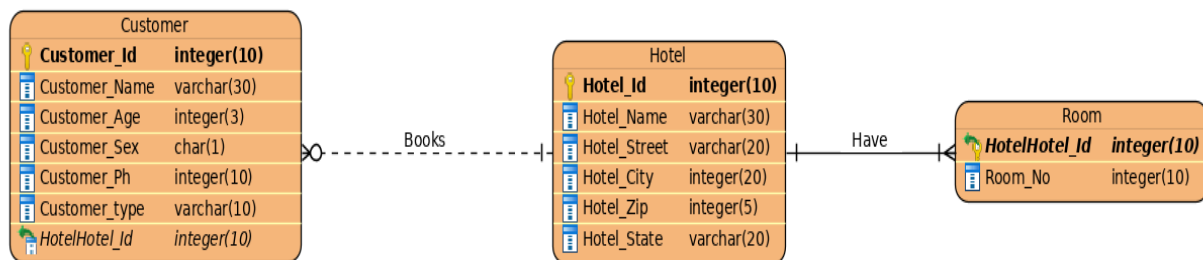 Customer
Customer_Id integer(10)
Customer_Name varchar(30)
Customer_Age integer(3)
Customer_Sex char(1)
Customer_Ph integer(10)
Customer_type varchar(10)
HotelHotel_Id integer(10)
Books
Hotel
Hotel_Id integer(10)
Hotel_Name varchar(30)
Hotel_Street varchar(20)
Hotel_City integer(20)
Hotel_Zip integer(5)
Hotel_State varchar(20)
Have
Room
HotelHotel_Id integer(10)
Room_No integer(10)